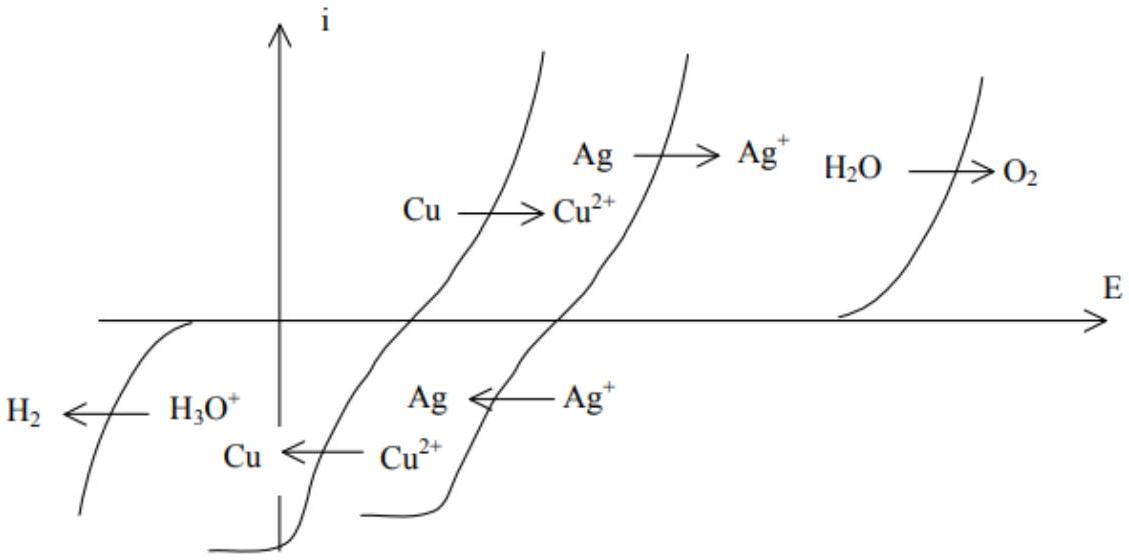 i
Ag → Ag⁺
H₂O → O₂
Cu → Cu²⁺
E
H₂ ← H₃O⁺
Ag ← Ag⁺
Cu ← Cu²⁺